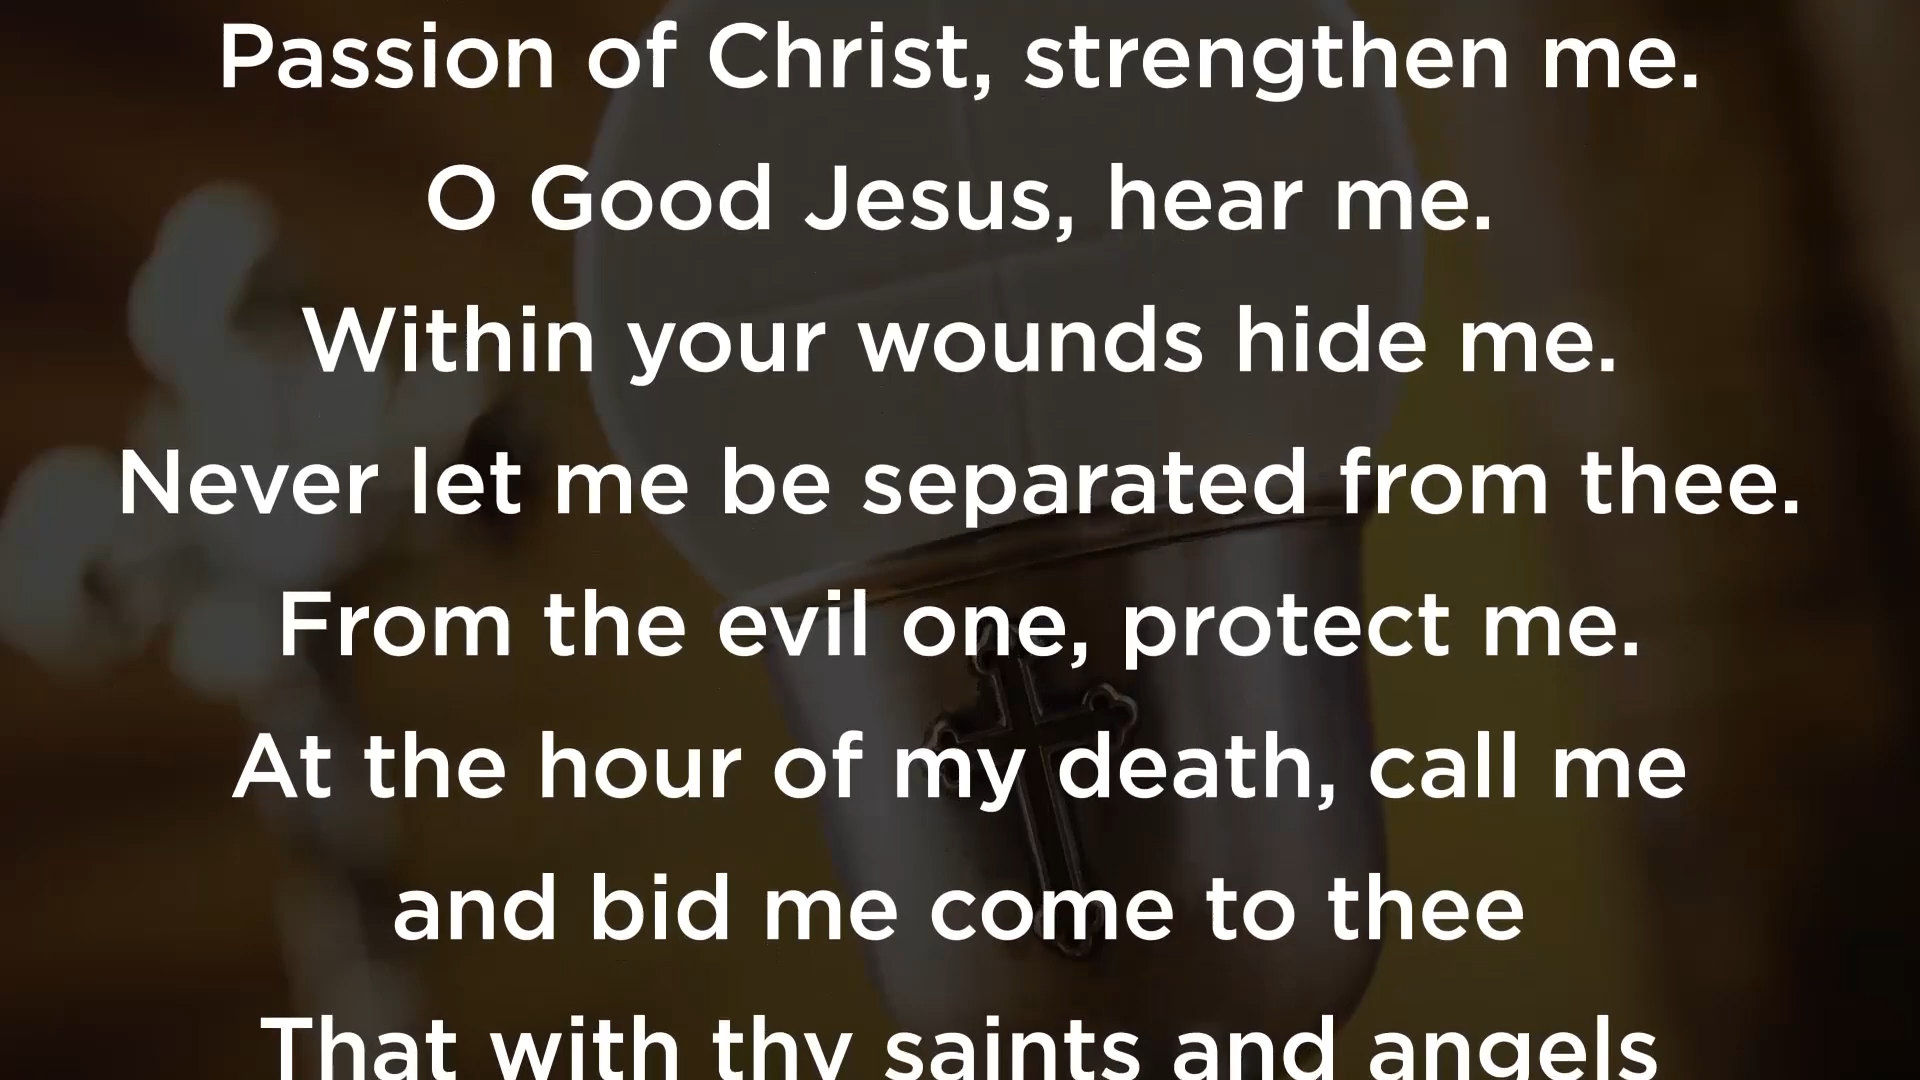 Passion of Christ, strengthen me.
O Good Jesus, hear me.
Within your wounds hide me.
Never let me be separated from thee.
From the evil one, protect me.
At the hour of my death, call me
and bid me come to thee
That with thy saints and angels